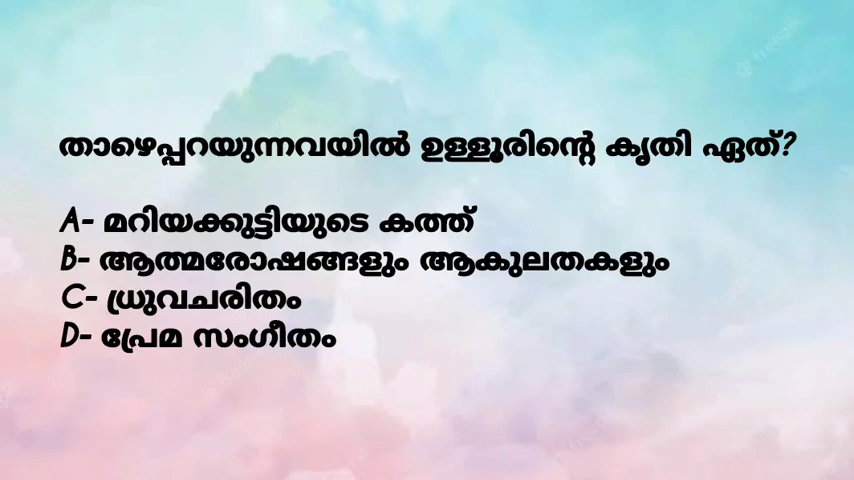 താഴെപ്പറയുന്നവയിൽ ഉള്ളൂരിന്റെ കൃതി ഏത്?
A- മറിയക്കുട്ടിയുടെ കത്ത്
B- ആത്മരോഷങ്ങളും ആകുലതകളും
C- ധ്രുവചരിതം
D- പ്രേമ സംഗീതം